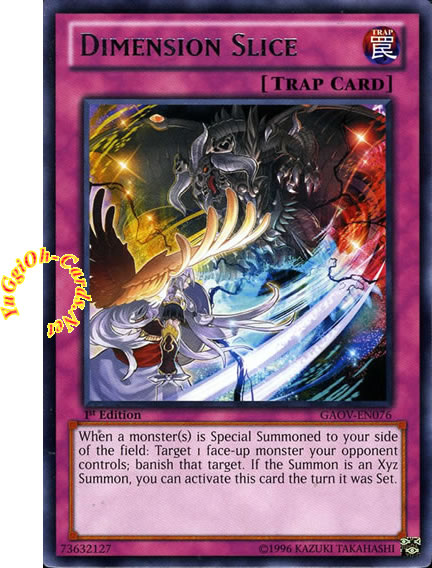 Dimension Slice
TRAP
罠
[Trap Card]
YuGgiOh-Cards.Net
1st Edition
GAOV-EN076
When a monster(s) is Special Summoned to your side
of the field: Target 1 face-up monster your opponent
controls; banish that target. If the Summon is an Xyz
Summon, you can activate this card the turn it was Set.
73632127
©1996 KAZUKI TAKAHASHI